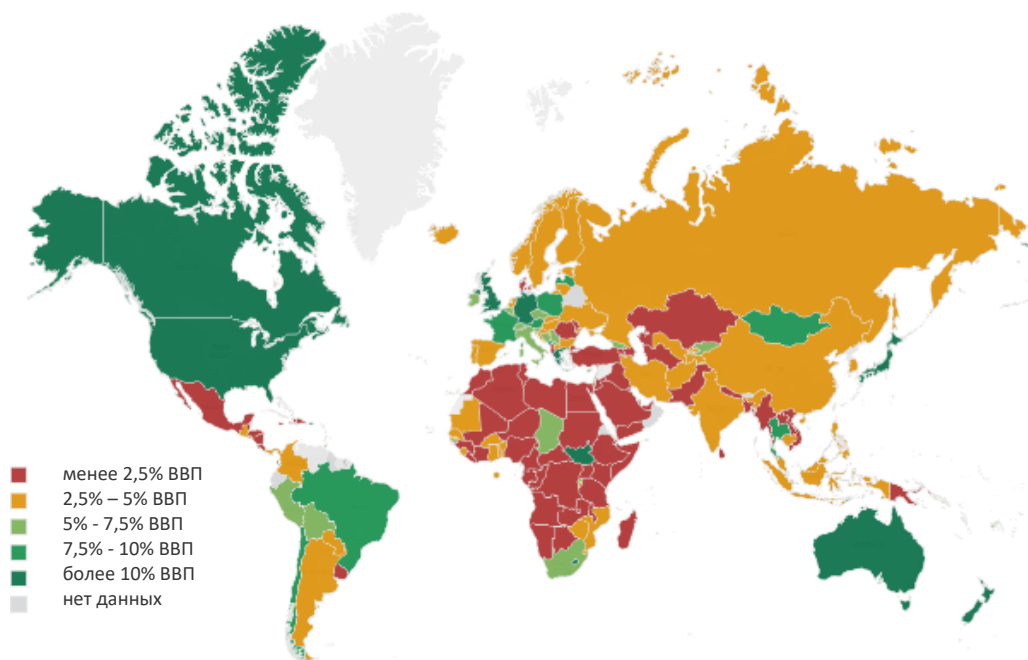 менее 2,5% ВВП
2,5% – 5% ВВП
5% - 7,5% ВВП
7,5% - 10% ВВП
более 10% ВВП
нет данных